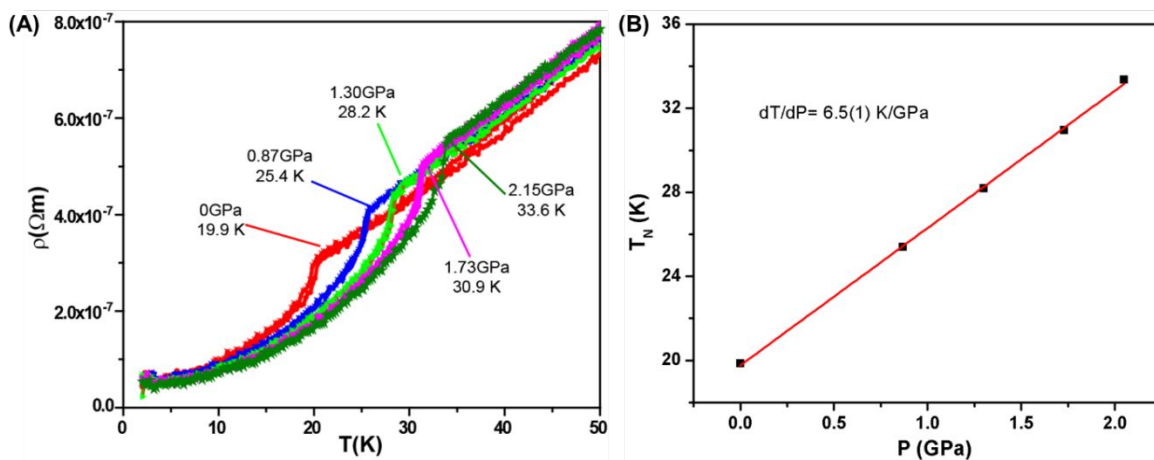 (A)
8.0x10⁻⁷
6.0x10⁻⁷
4.0x10⁻⁷
2.0x10⁻⁷
0.0
ρ(Ωm)
1.30GPa
28.2 K
0.87GPa
25.4 K
0GPa
19.9 K
2.15GPa
33.6 K
1.73GPa
30.9 K
0 10 20 30 40 50
T(K)
(B)
36
32
28
24
20
T_N (K)
dT/dP= 6.5(1) K/GPa
0.0 0.5 1.0 1.5 2.0
P (GPa)